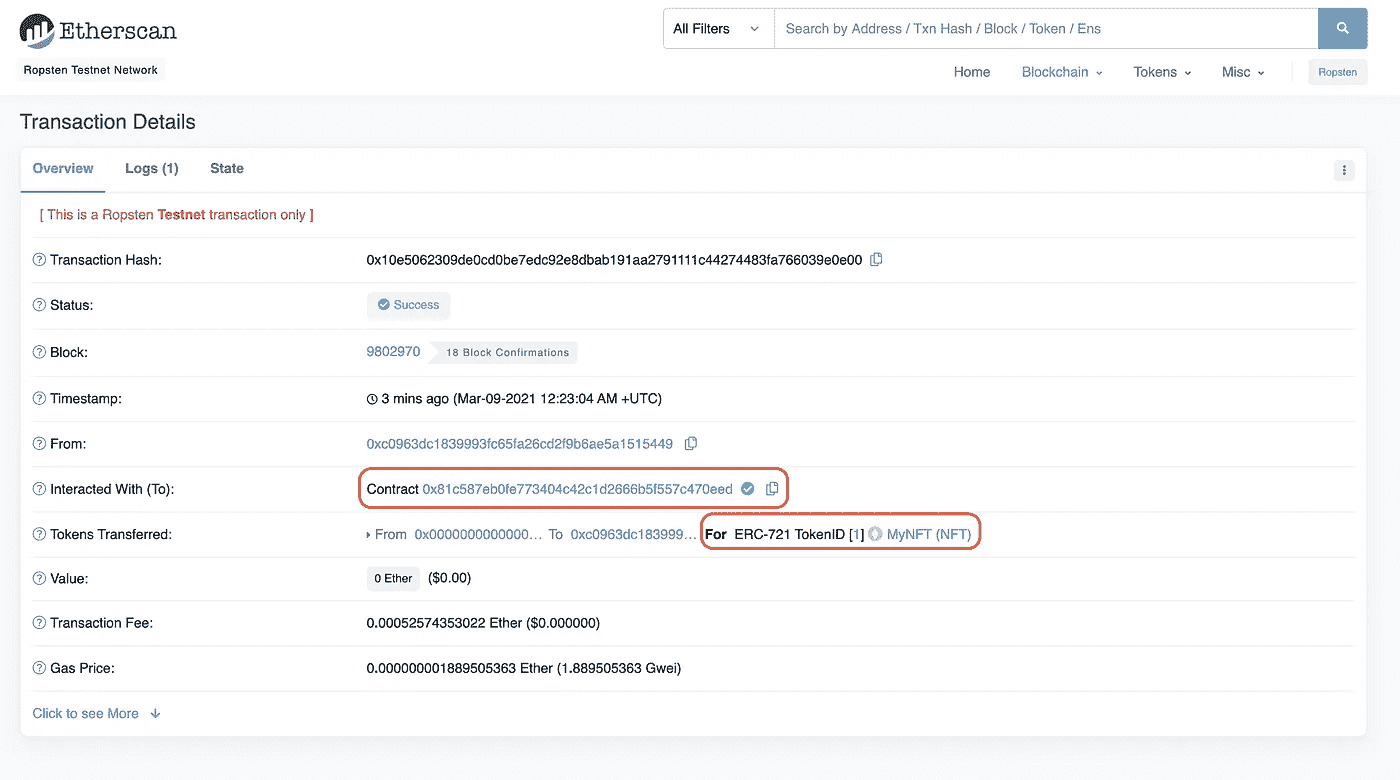 Etherscan
All Filters
Search by Address / Txn Hash / Block / Token / Ens
Ropsten Testnet Network
Home Blockchain Tokens Misc Ropsten
Transaction Details
Overview Logs (1) State
[ This is a Ropsten Testnet transaction only ]
Transaction Hash: 0x10e5062309de0cd0be7edc92e8dbab191aa2791111c44274483fa766039e0e00
Status: Success
Block: 9802970 18 Block Confirmations
Timestamp: 3 mins ago (Mar-09-2021 12:23:04 AM +UTC)
From: 0xc0963dc1839993fc65fa26cd2f9b6ae5a1515449
Interacted With (To): Contract 0x81c587eb0fe773404c42c1d2666b5f557c470eed
Tokens Transferred: From 0x0000000000000... To 0xc0963dc183999... For ERC-721 TokenID [1] MyNFT (NFT)
Value: 0 Ether ($0.00)
Transaction Fee: 0.00052574353022 Ether ($0.000000)
Gas Price: 0.000000001889505363 Ether (1.889505363 Gwei)
Click to see More